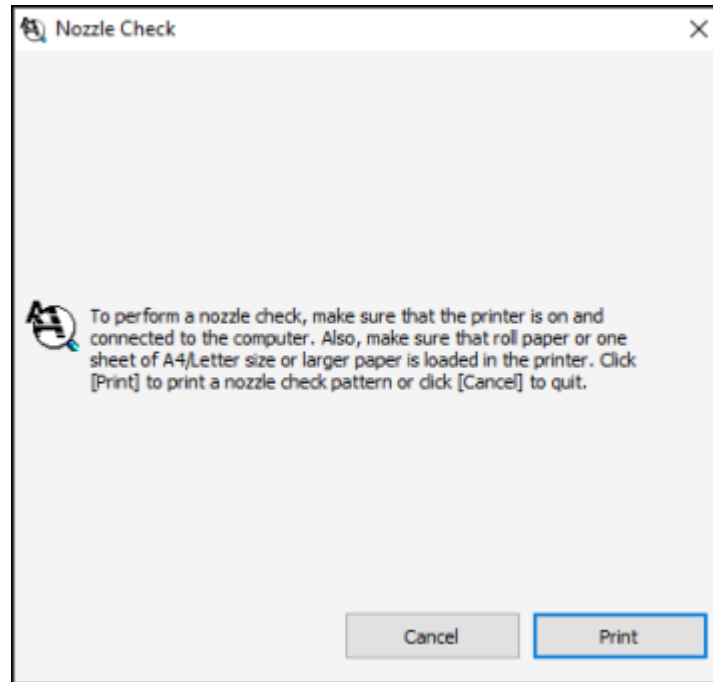 Nozzle Check
To perform a nozzle check, make sure that the printer is on and
connected to the computer. Also, make sure that roll paper or one
sheet of A4/Letter size or larger paper is loaded in the printer. Click
[Print] to print a nozzle check pattern or click [Cancel] to quit.
Cancel
Print